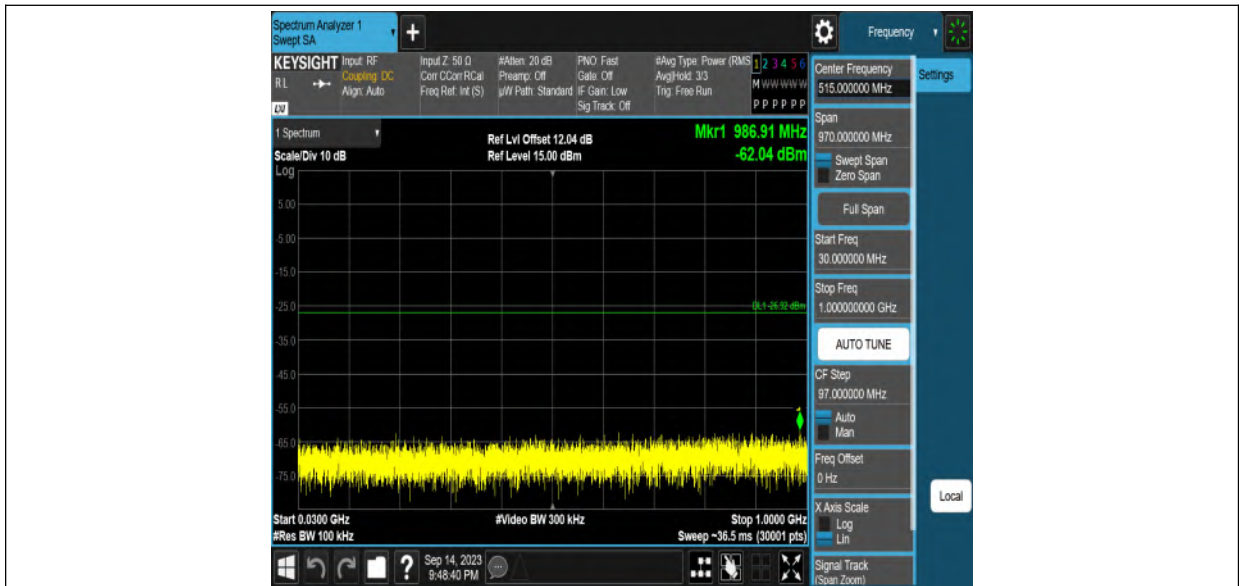 Spectrum Analyzer 1
Swept SA
+
Frequency
KEYSIGHT
RL
LXI
Input: RF
Coupling: DC
Align: Auto
Input Z: 50 Ω
Corr CCorr RCal
Freq Ref: Int (S)
#Atten: 20 dB
Preamp: Off
µW Path: Standard
PNO: Fast
Gate: Off
IF Gain: Low
Sig Track: Off
#Avg Type: Power (RMS
Avg|Hold: 3/3
Trig: Free Run
1 2 3 4 5 6
M W W W W W
P P P P P P
1 Spectrum
Scale/Div 10 dB
Log
Ref Lvl Offset 12.04 dB
Ref Level 15.00 dBm
Mkr1 986.91 MHz
-62.04 dBm
5.00
-5.00
-15.0
-25.0
DL1 -26.32 dBm
-35.0
-45.0
-55.0
-65.0
-75.0
Start 0.0300 GHz
#Res BW 100 kHz
#Video BW 300 kHz
Stop 1.0000 GHz
Sweep ~36.5 ms (30001 pts)
Center Frequency
515.000000 MHz
Settings
Span
970.000000 MHz
Swept Span
Zero Span
Full Span
Start Freq
30.000000 MHz
Stop Freq
1.000000000 GHz
AUTO TUNE
CF Step
97.000000 MHz
Auto
Man
Freq Offset
0 Hz
Local
X Axis Scale
Log
Lin
Signal Track
(Span Zoom)
?
Sep 14, 2023
9:48:40 PM